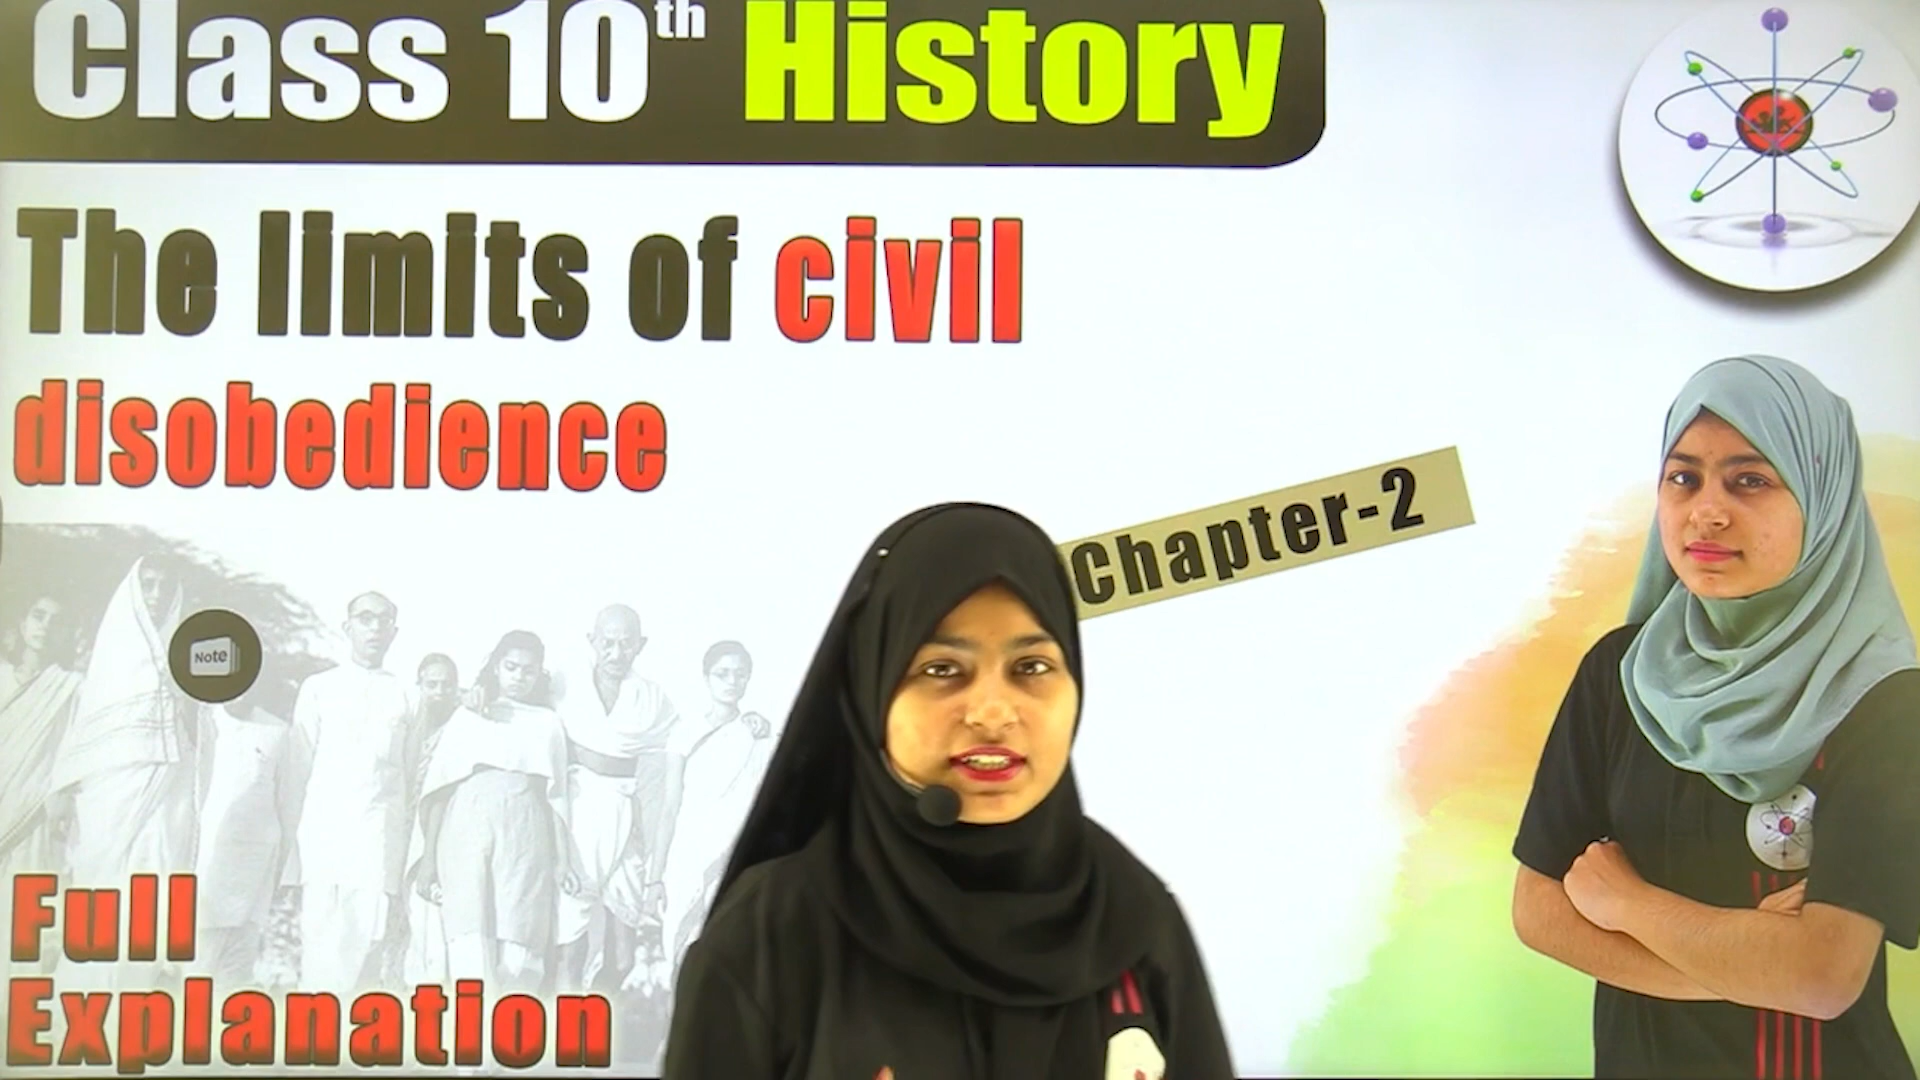 Class 10th History
The limits of civil
disobedience
Chapter-2
Note
Full
Explanation